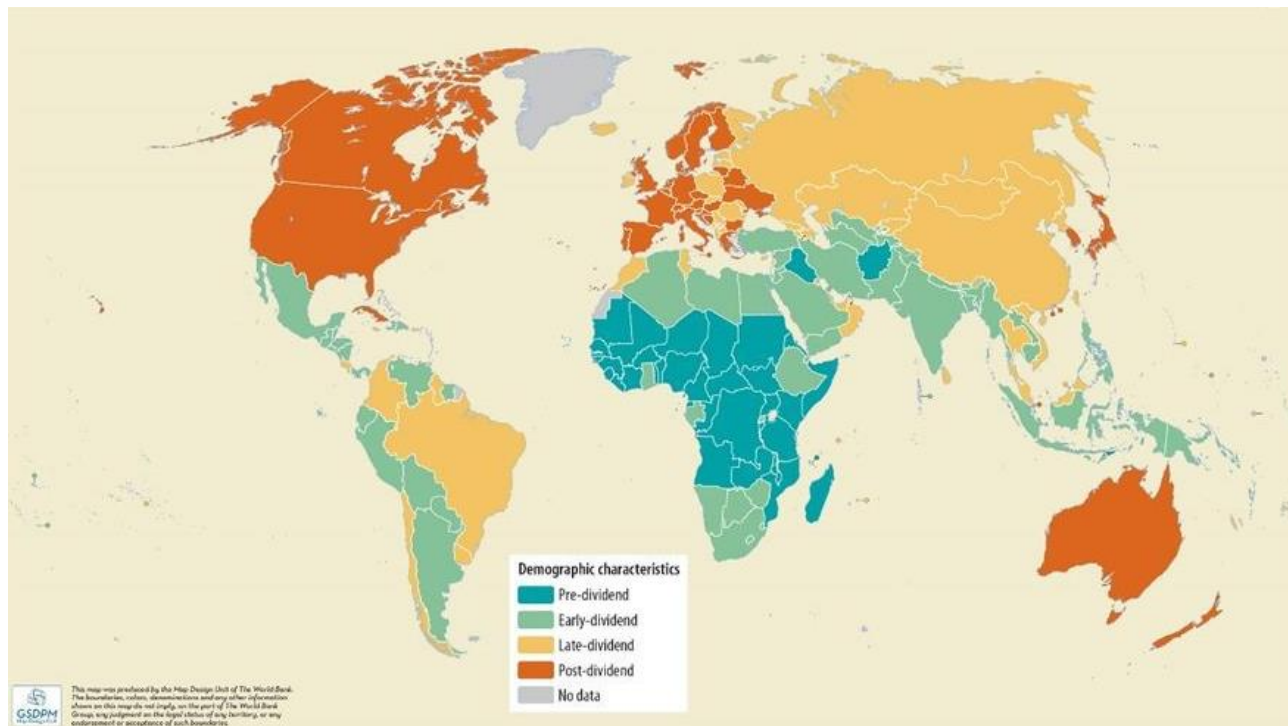 Demographic characteristics
Pre-dividend
Early-dividend
Late-dividend
Post-dividend
No data
This map was produced by the Map Design Unit of The World Bank.
The boundaries, colors, denominations and any other information
shown on this map do not imply, on the part of The World Bank
Group, any judgment on the legal status of any territory, or any
endorsement or acceptance of such boundaries.
GSDPM